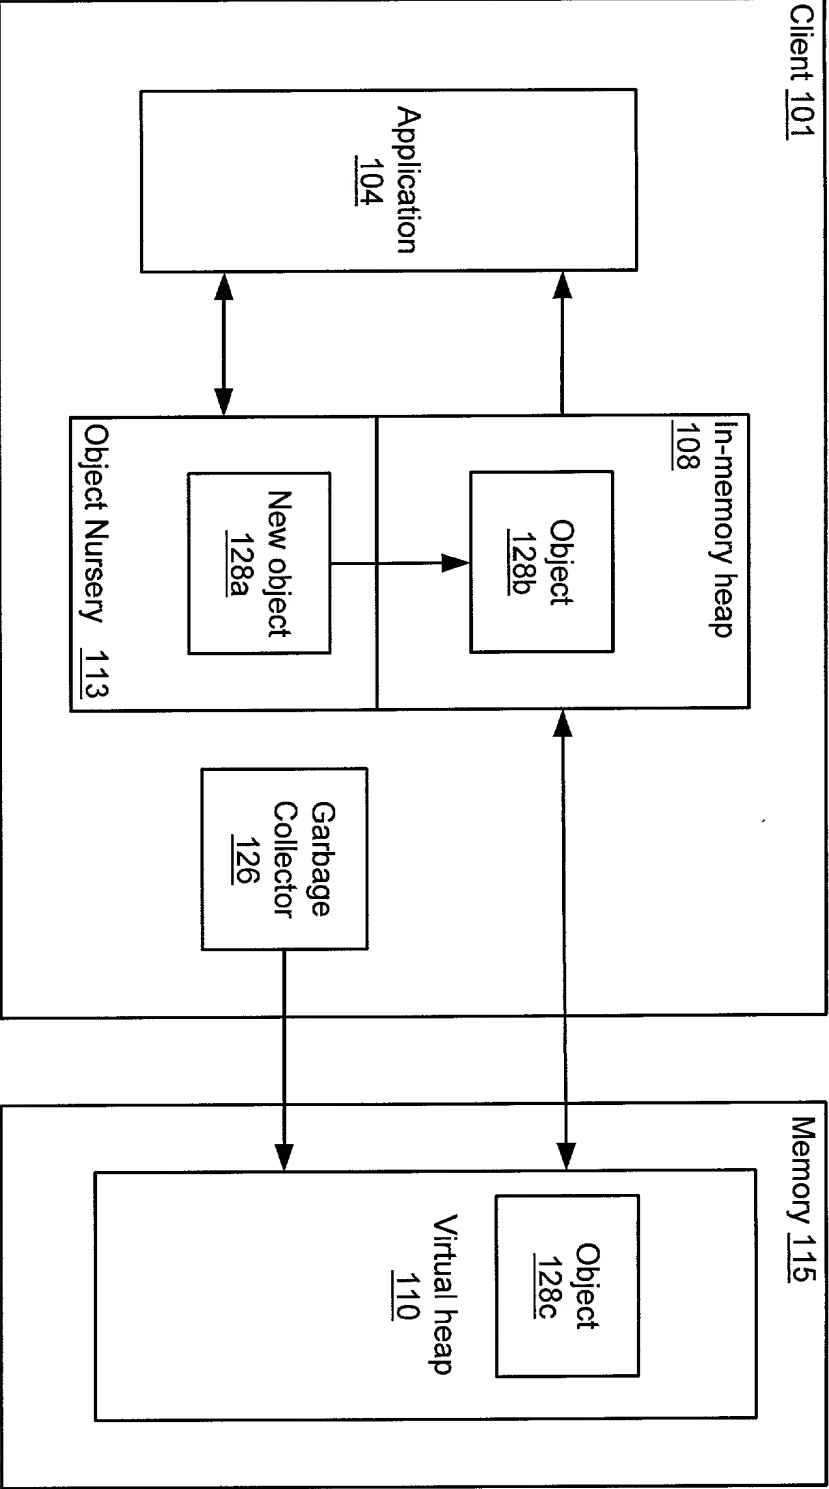 Client 101
Application
104
In-memory heap
108
Object
128b
New object
128a
Object Nursery 113
Garbage
Collector
126
Memory 115
Object
128c
Virtual heap
110